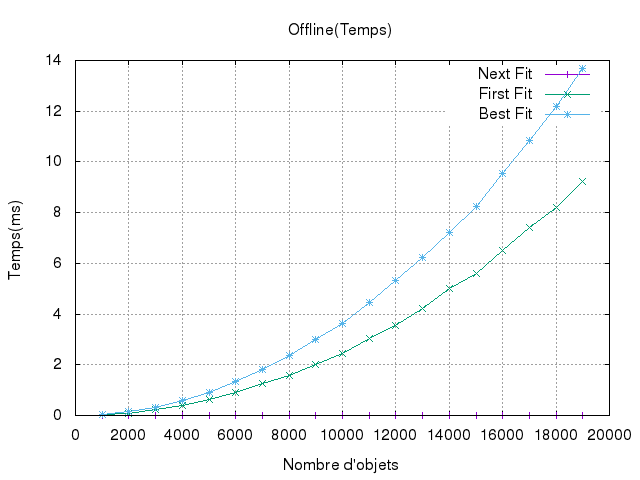 Offline(Temps)
14
12
10
8
6
4
2
0
Temps(ms)
Next Fit
First Fit
Best Fit
0 2000 4000 6000 8000 10000 12000 14000 16000 18000 20000
Nombre d'objets